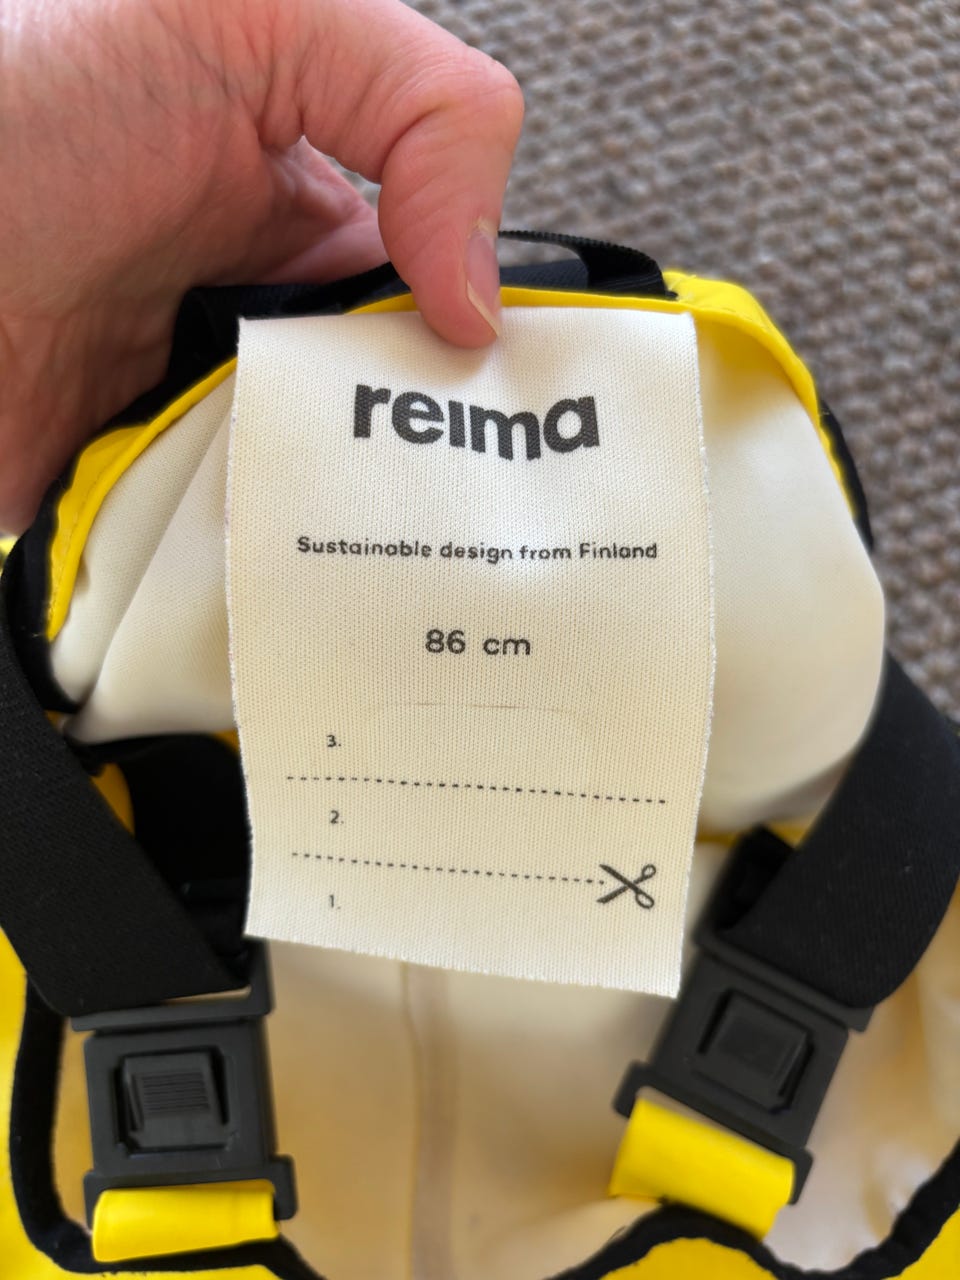 reima
Sustainable design from Finland
86 cm
3.
2.
1.